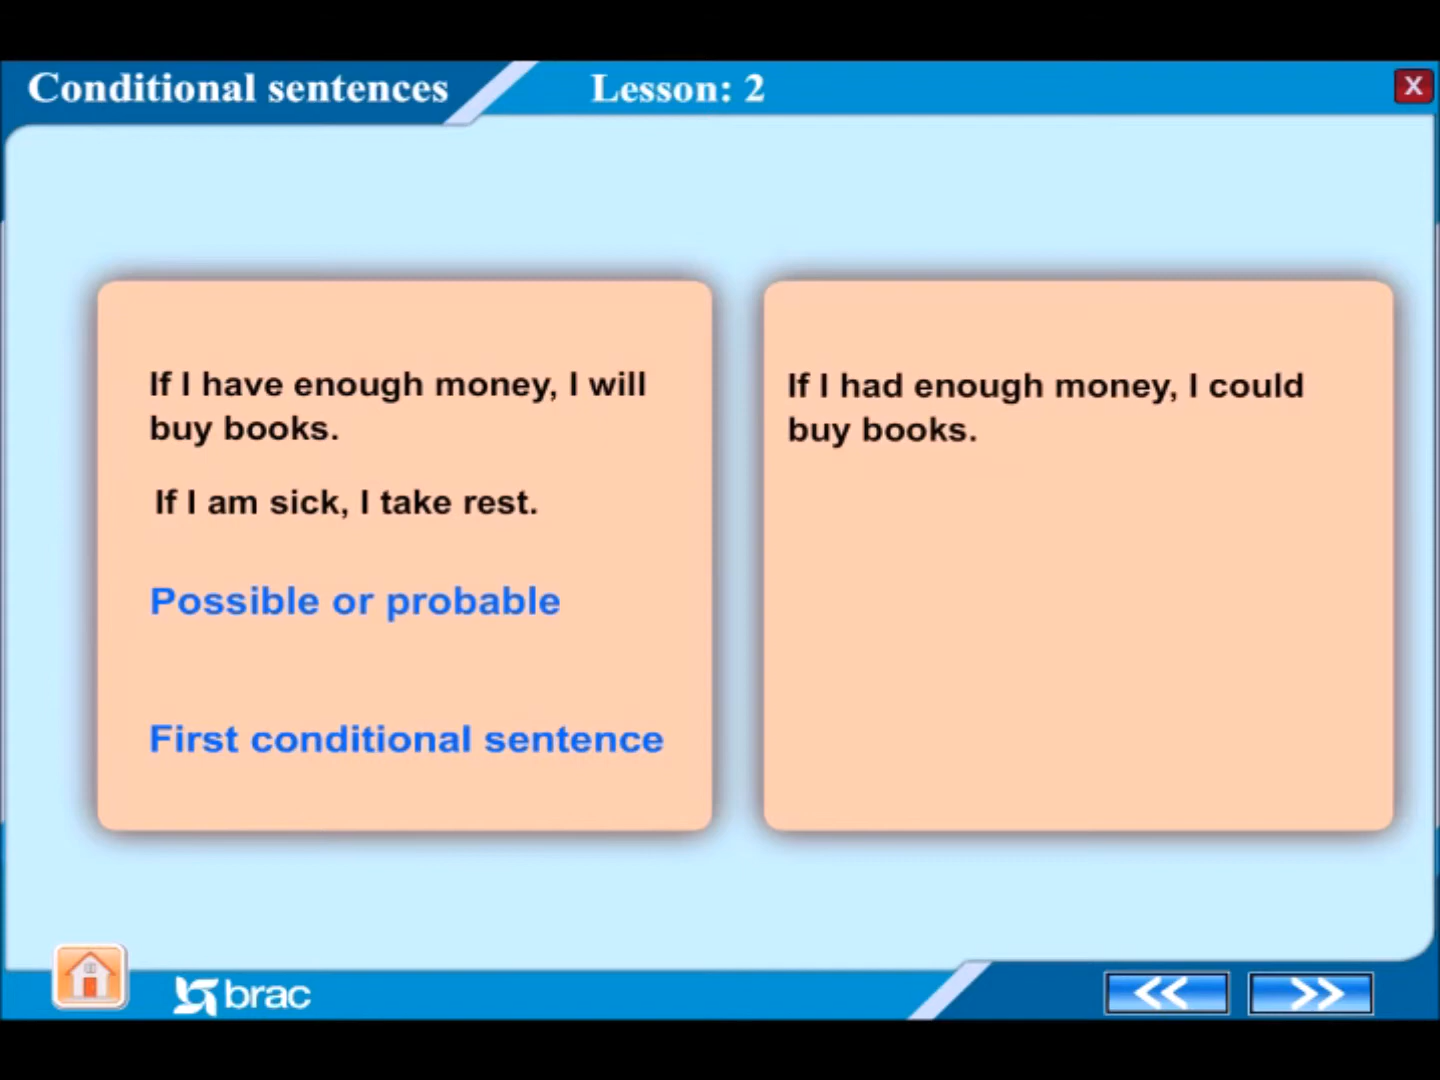 Conditional sentences
Lesson: 2
X
If I have enough money, I will
buy books.
If I am sick, I take rest.
Possible or probable
First conditional sentence
If I had enough money, I could
buy books.
brac